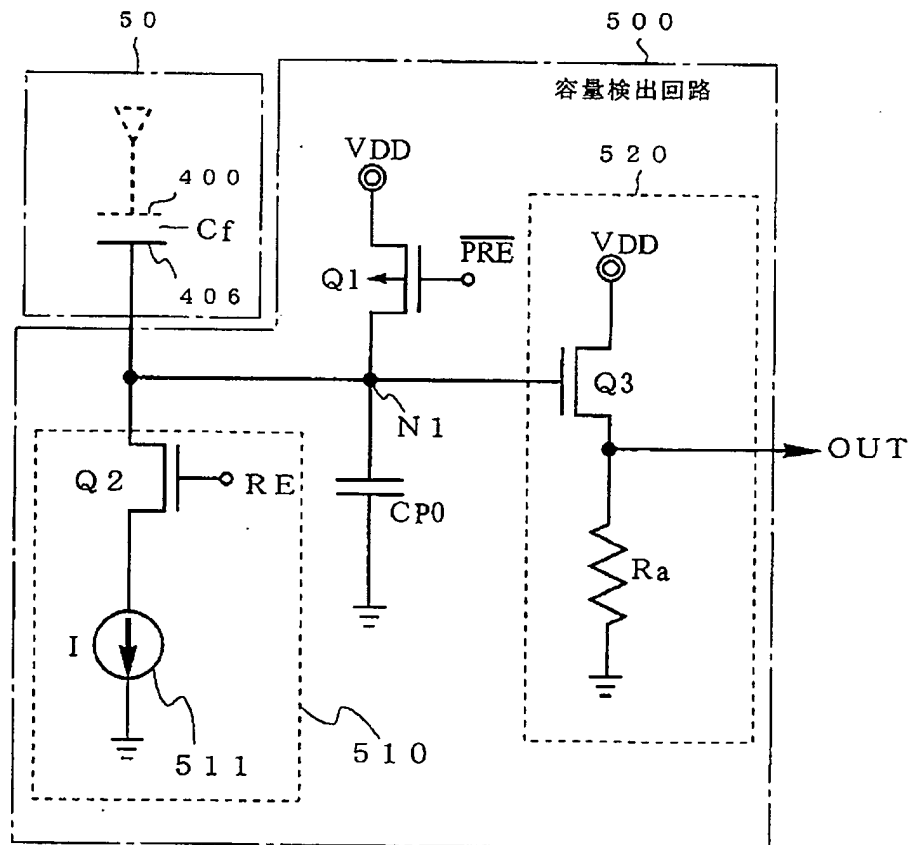 ５０
５００
容量検出回路
VDD
５２０
４００
Cf
PRE
VDD
Q1
４０６
Q3
N1
OUT
Q2
RE
CP0
Ra
I
５１０
５１１